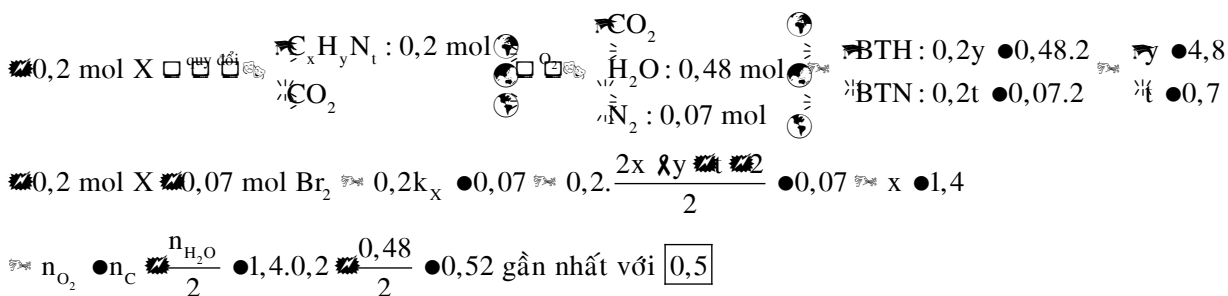 0,2 mol X quy đổi { CxHyNt : 0,2 mol; CO2 } O2 { CO2; H2O : 0,48 mol; N2 : 0,07 mol } { BTH : 0,2y ●0,48.2; BTN : 0,2t ●0,07.2 } { y ●4,8; t ●0,7 }
0,2 mol X 0,07 mol Br2 0,2kX ●0,07 0,2.(2x y t 2)/2 ●0,07 x ●1,4
nO2 ●nC nH2O/2 ●1,4.0,2 0,48/2 ●0,52 gần nhất với 0,5